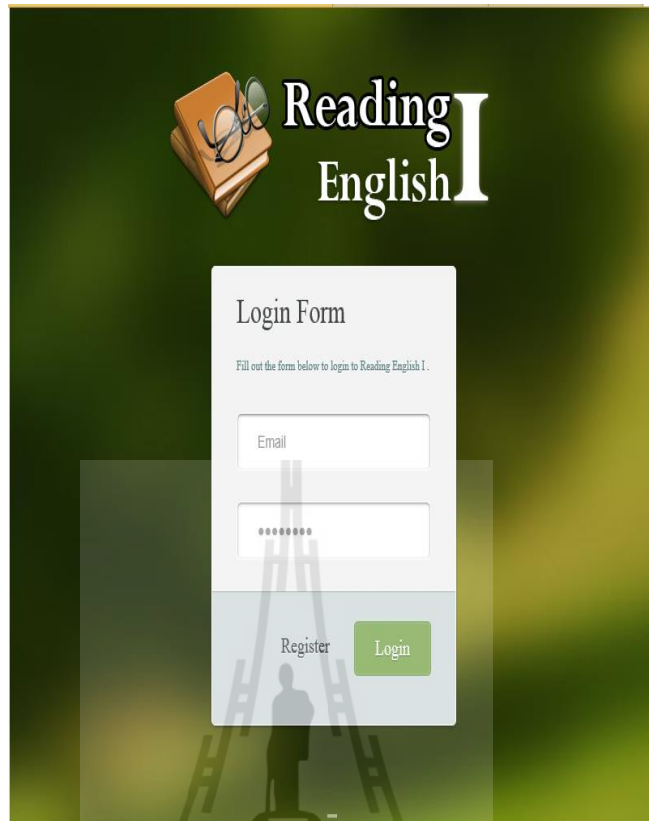 Reading
English I
Login Form
Fill out the form below to login to Reading English I .
Email
••••••••
Register Login